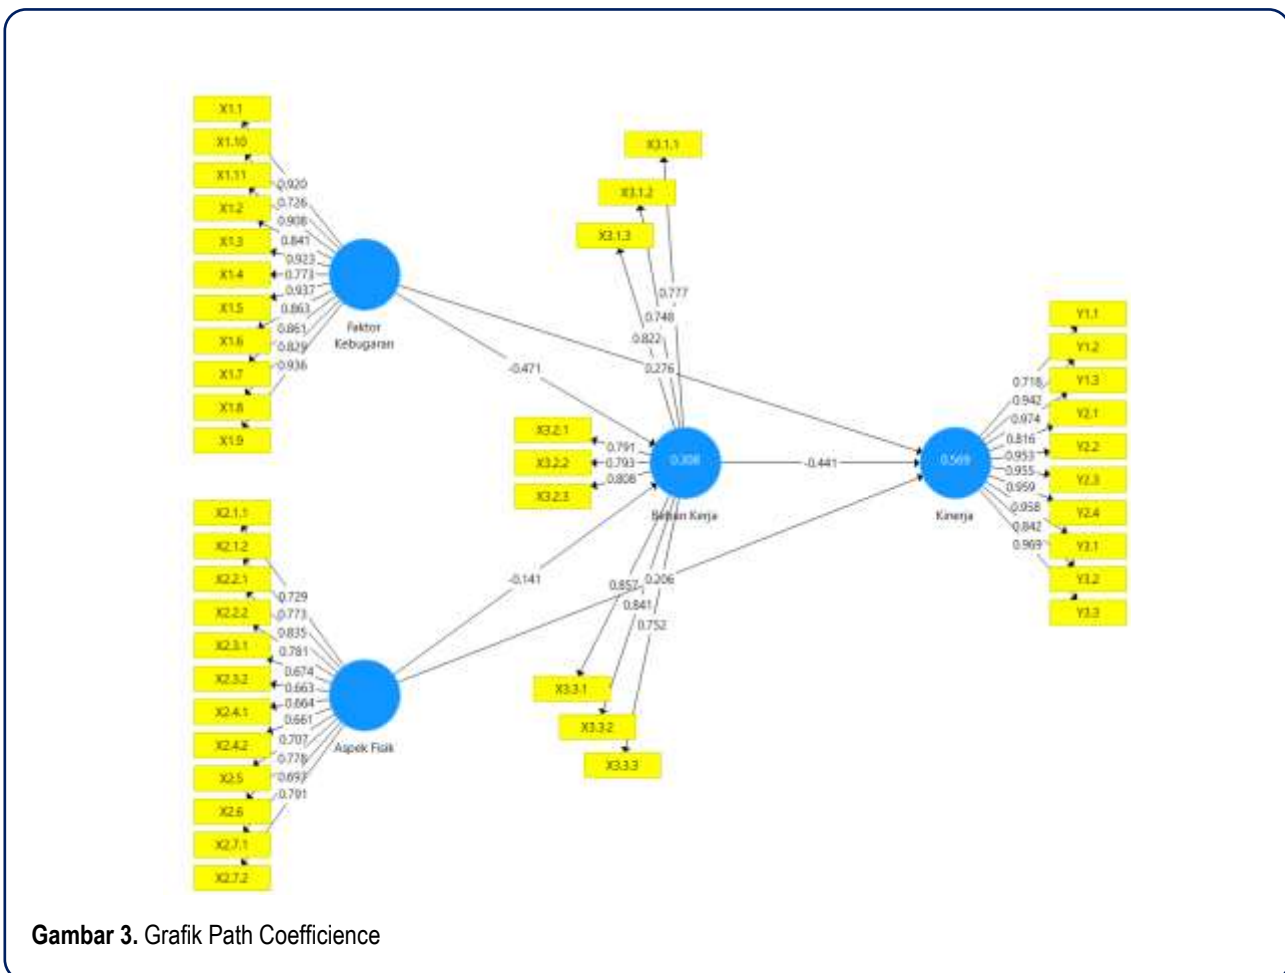 X1.1
X1.10
X1.11
X1.2
X1.3
X1.4
X1.5
X1.6
X1.7
X1.8
X1.9
0.920
0.726
0.908
0.841
0.923
0.773
0.937
0.863
0.861
0.829
0.936
Faktor
Kebugaran
X2.1.1
X2.1.2
X2.2.1
X2.2.2
X2.3.1
X2.3.2
X2.4.1
X2.4.2
X2.5
X2.6
X2.7.1
X2.7.2
0.729
0.773
0.835
0.781
0.674
0.663
0.664
0.661
0.707
0.778
0.693
0.791
Aspek Fisik
-0.471
-0.141
X3.1.1
X3.1.2
X3.1.3
0.777
0.748
0.822
0.276
X3.2.1
X3.2.2
X3.2.3
0.791
0.793
0.808
Beban Kerja
-0.441
0.857
0.206
0.841
0.752
X3.3.1
X3.3.2
X3.3.3
0.569
Kinerja
0.718
0.942
0.974
0.816
0.953
0.955
0.959
0.958
0.842
0.969
Y1.1
Y1.2
Y1.3
Y2.1
Y2.2
Y2.3
Y2.4
Y3.1
Y3.2
Y3.3
Gambar 3. Grafik Path Coefficience